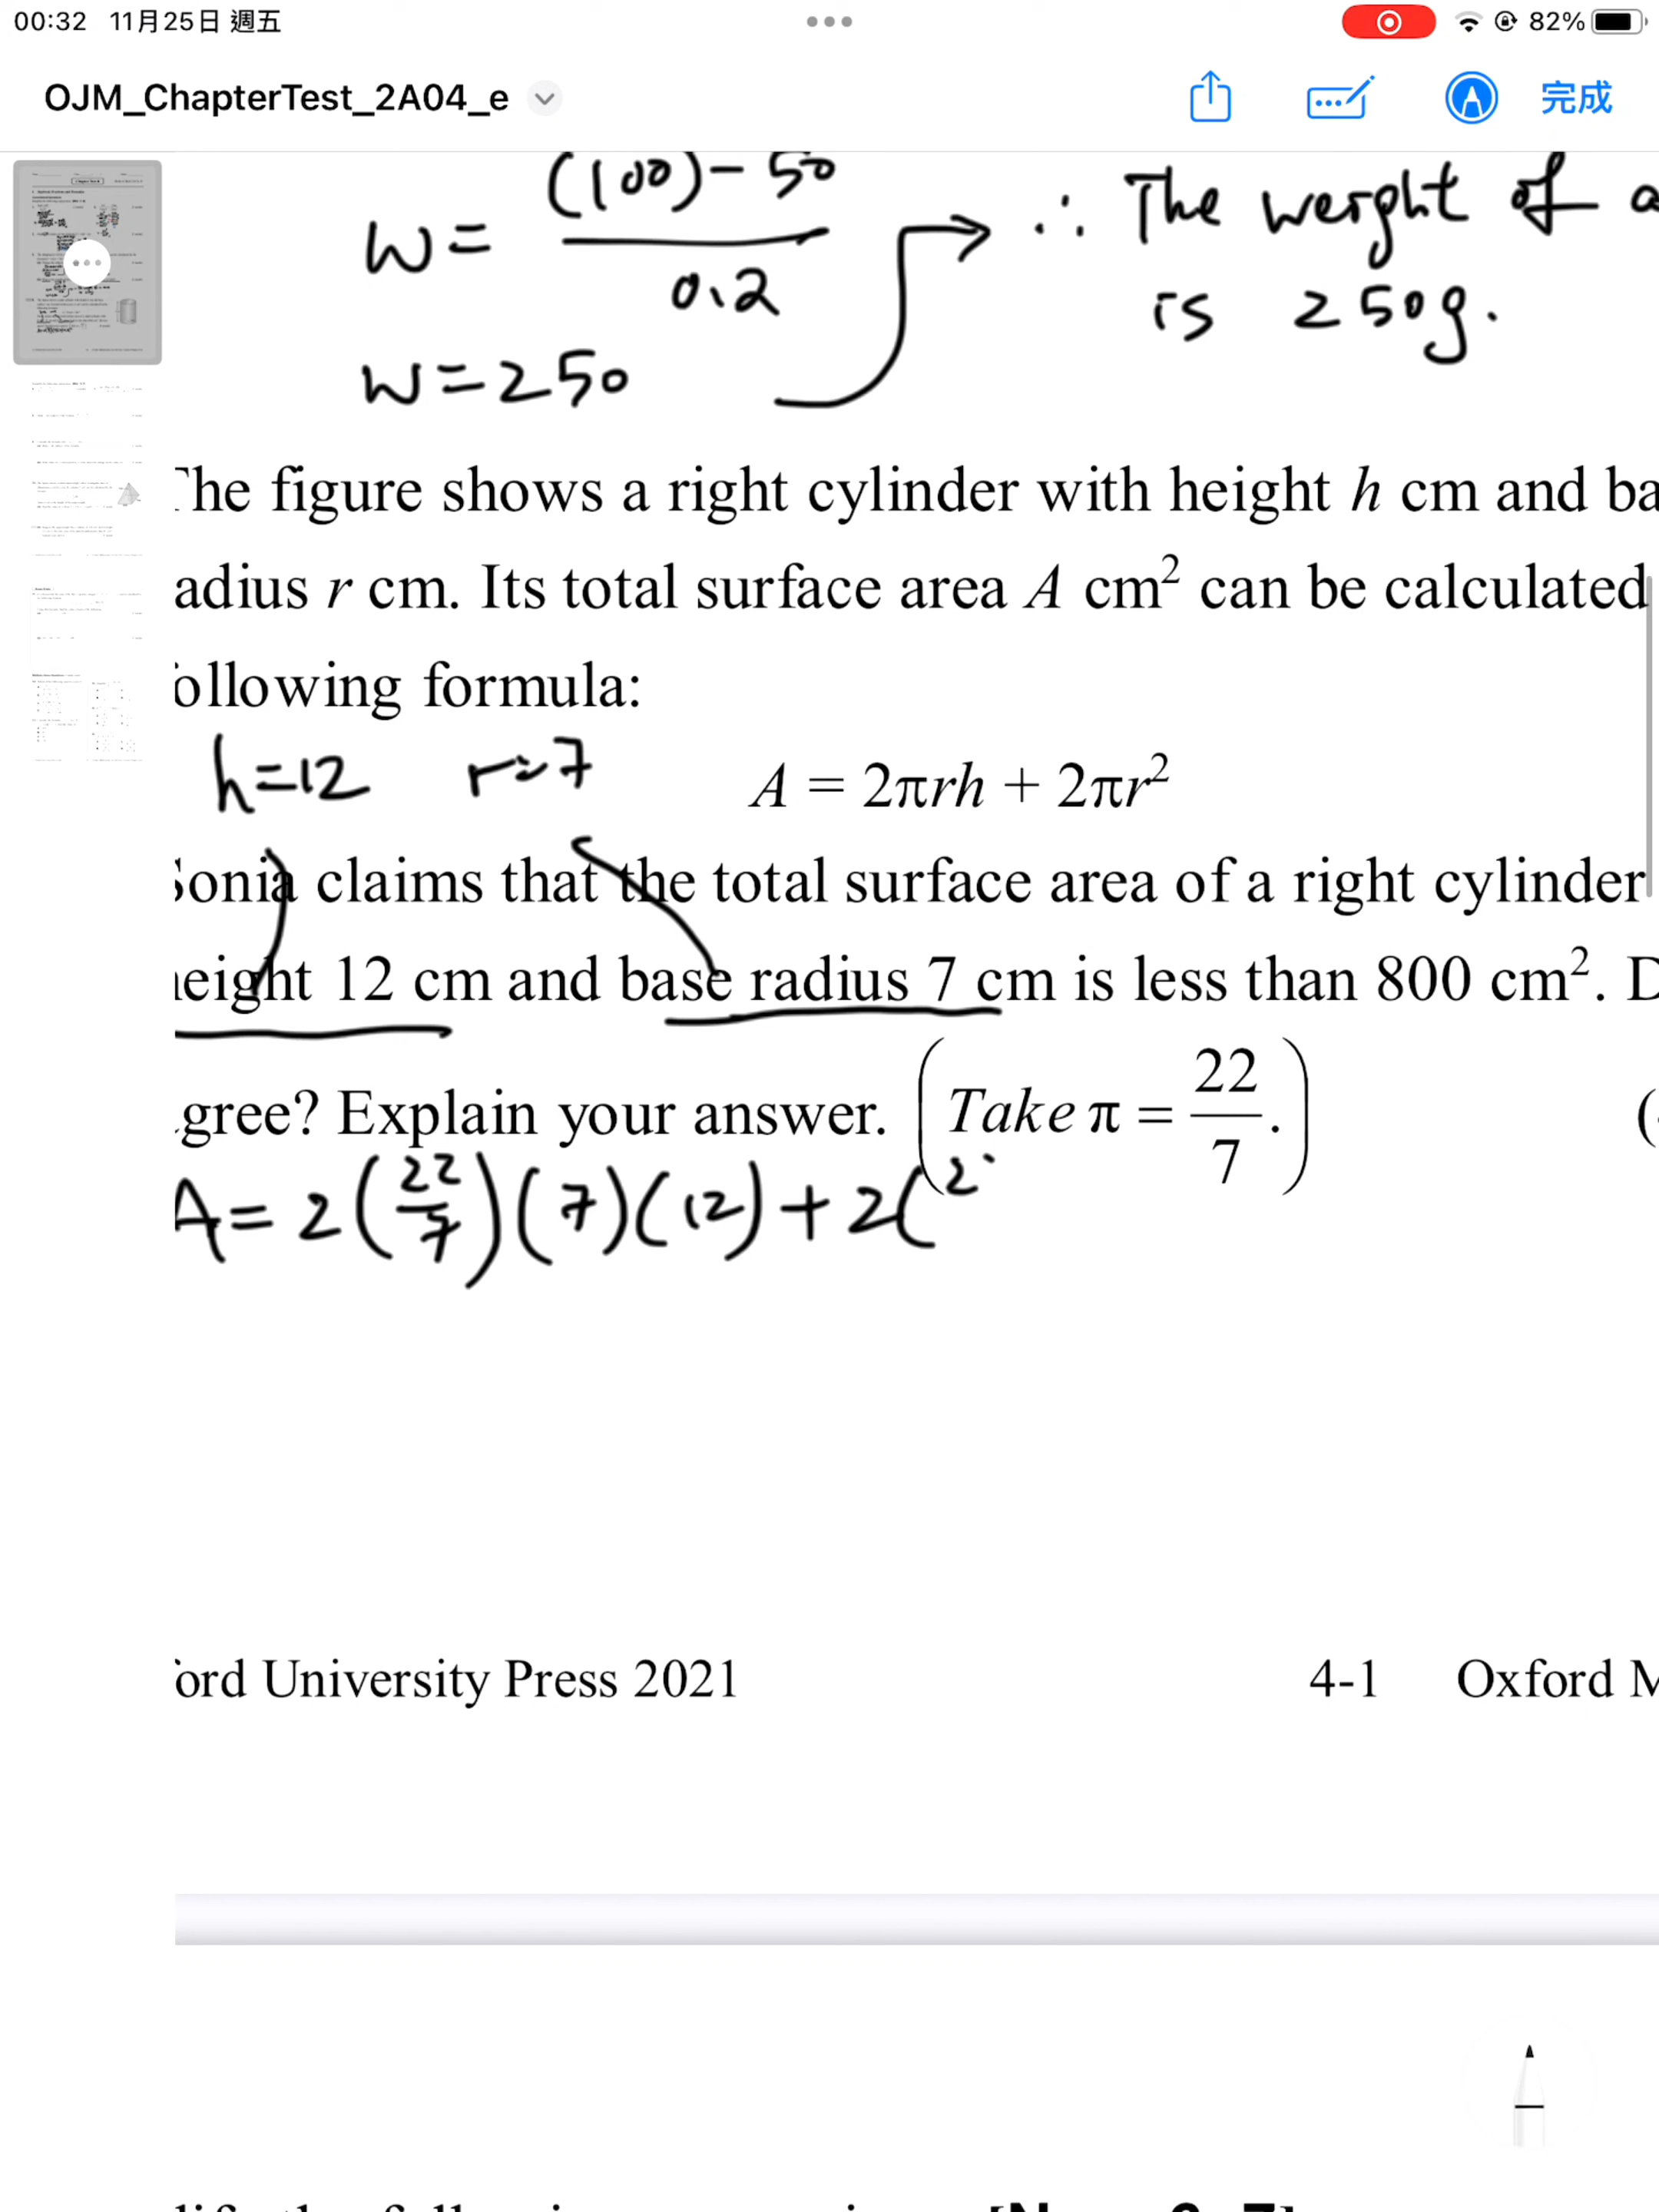 00:32 11月25日 週五
82%
OJM_ChapterTest_2A04_e
完成
(100) - 50
W =
0.2
W = 250
∴ The weight of a
is 250g.
The figure shows a right cylinder with height h cm and ba
adius r cm. Its total surface area A cm² can be calculated
ollowing formula:
h=12 r=7 A = 2πrh + 2πr²
Sonia claims that the total surface area of a right cylinder
eight 12 cm and base radius 7 cm is less than 800 cm². D
gree? Explain your answer. (Take π = 22/7.) (
A = 2(22/7)(7)(12) + 2(2
ord University Press 2021 4-1 Oxford M